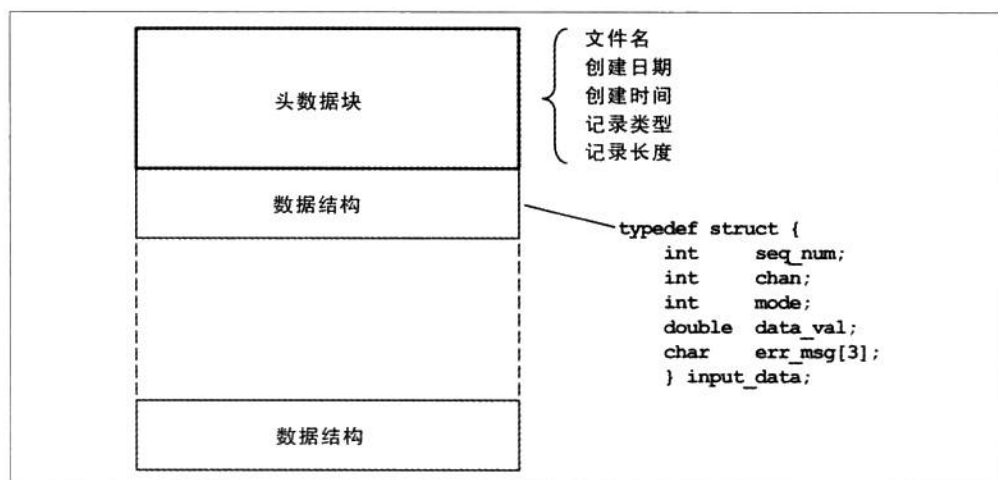 头数据块
文件名
创建日期
创建时间
记录类型
记录长度
数据结构
typedef struct {
int seq_num;
int chan;
int mode;
double data_val;
char err_msg[3];
} input_data;
数据结构